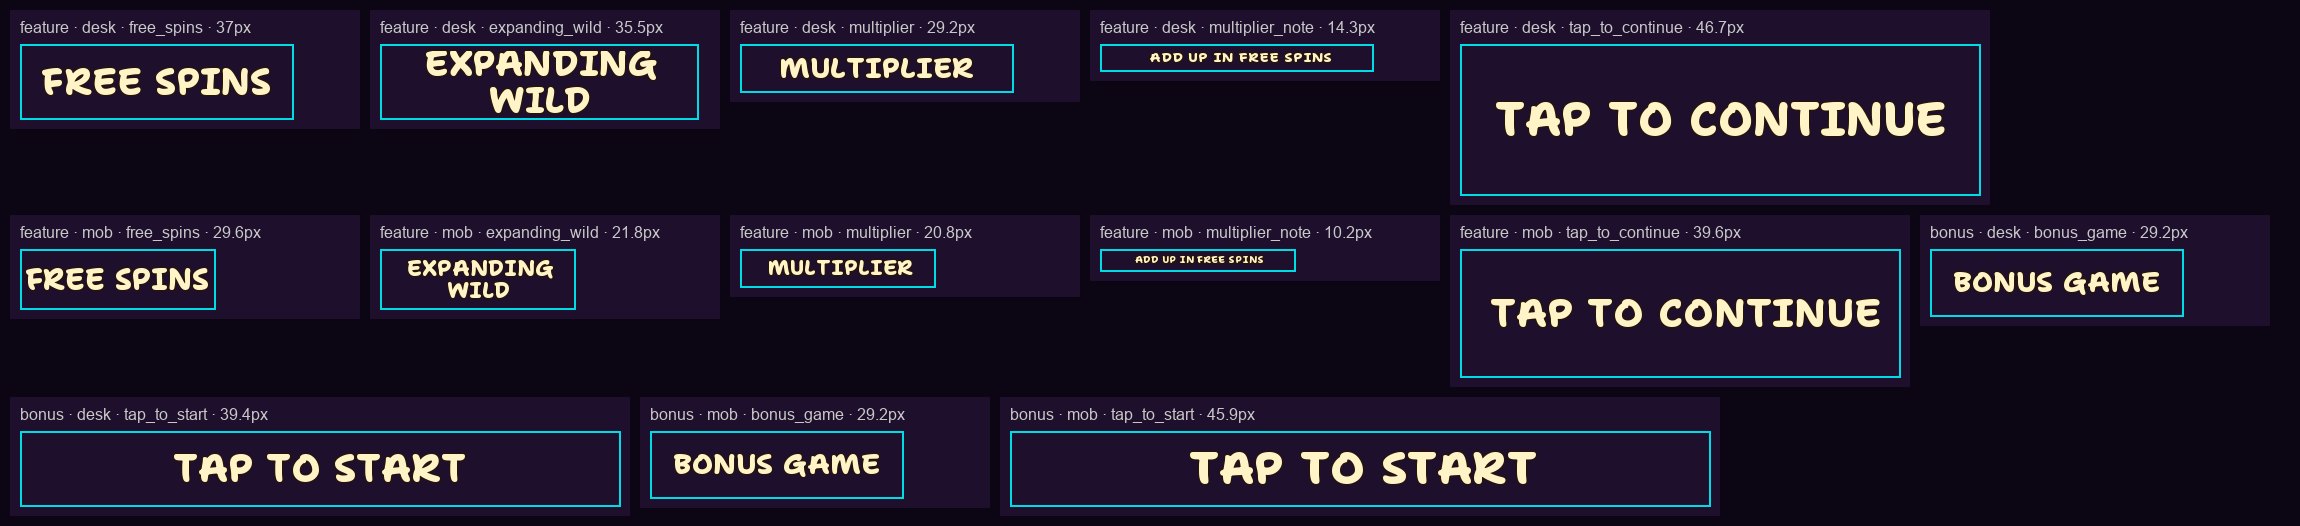 feature · desk · free_spins · 37px
FREE SPINS
feature · desk · expanding_wild · 35.5px
EXPANDING
WILD
feature · desk · multiplier · 29.2px
MULTIPLIER
feature · desk · multiplier_note · 14.3px
ADD UP IN FREE SPINS
feature · desk · tap_to_continue · 46.7px
TAP TO CONTINUE
feature · mob · free_spins · 29.6px
FREE SPINS
feature · mob · expanding_wild · 21.8px
EXPANDING
WILD
feature · mob · multiplier · 20.8px
MULTIPLIER
feature · mob · multiplier_note · 10.2px
ADD UP IN FREE SPINS
feature · mob · tap_to_continue · 39.6px
TAP TO CONTINUE
bonus · desk · bonus_game · 29.2px
BONUS GAME
bonus · desk · tap_to_start · 39.4px
TAP TO START
bonus · mob · bonus_game · 29.2px
BONUS GAME
bonus · mob · tap_to_start · 45.9px
TAP TO START